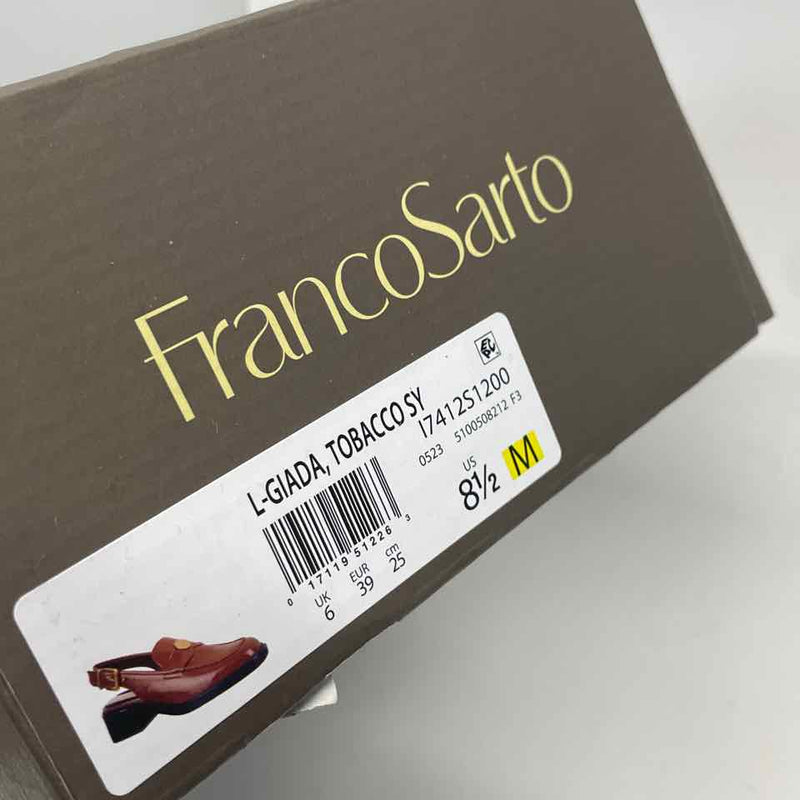 FrancoSarto
L-GIADA, TOBACCO SY
I7412S1200
0523 5100508212 F3
0 17119 51226 3
UK EUR cm
6 39 25
US
8½ M